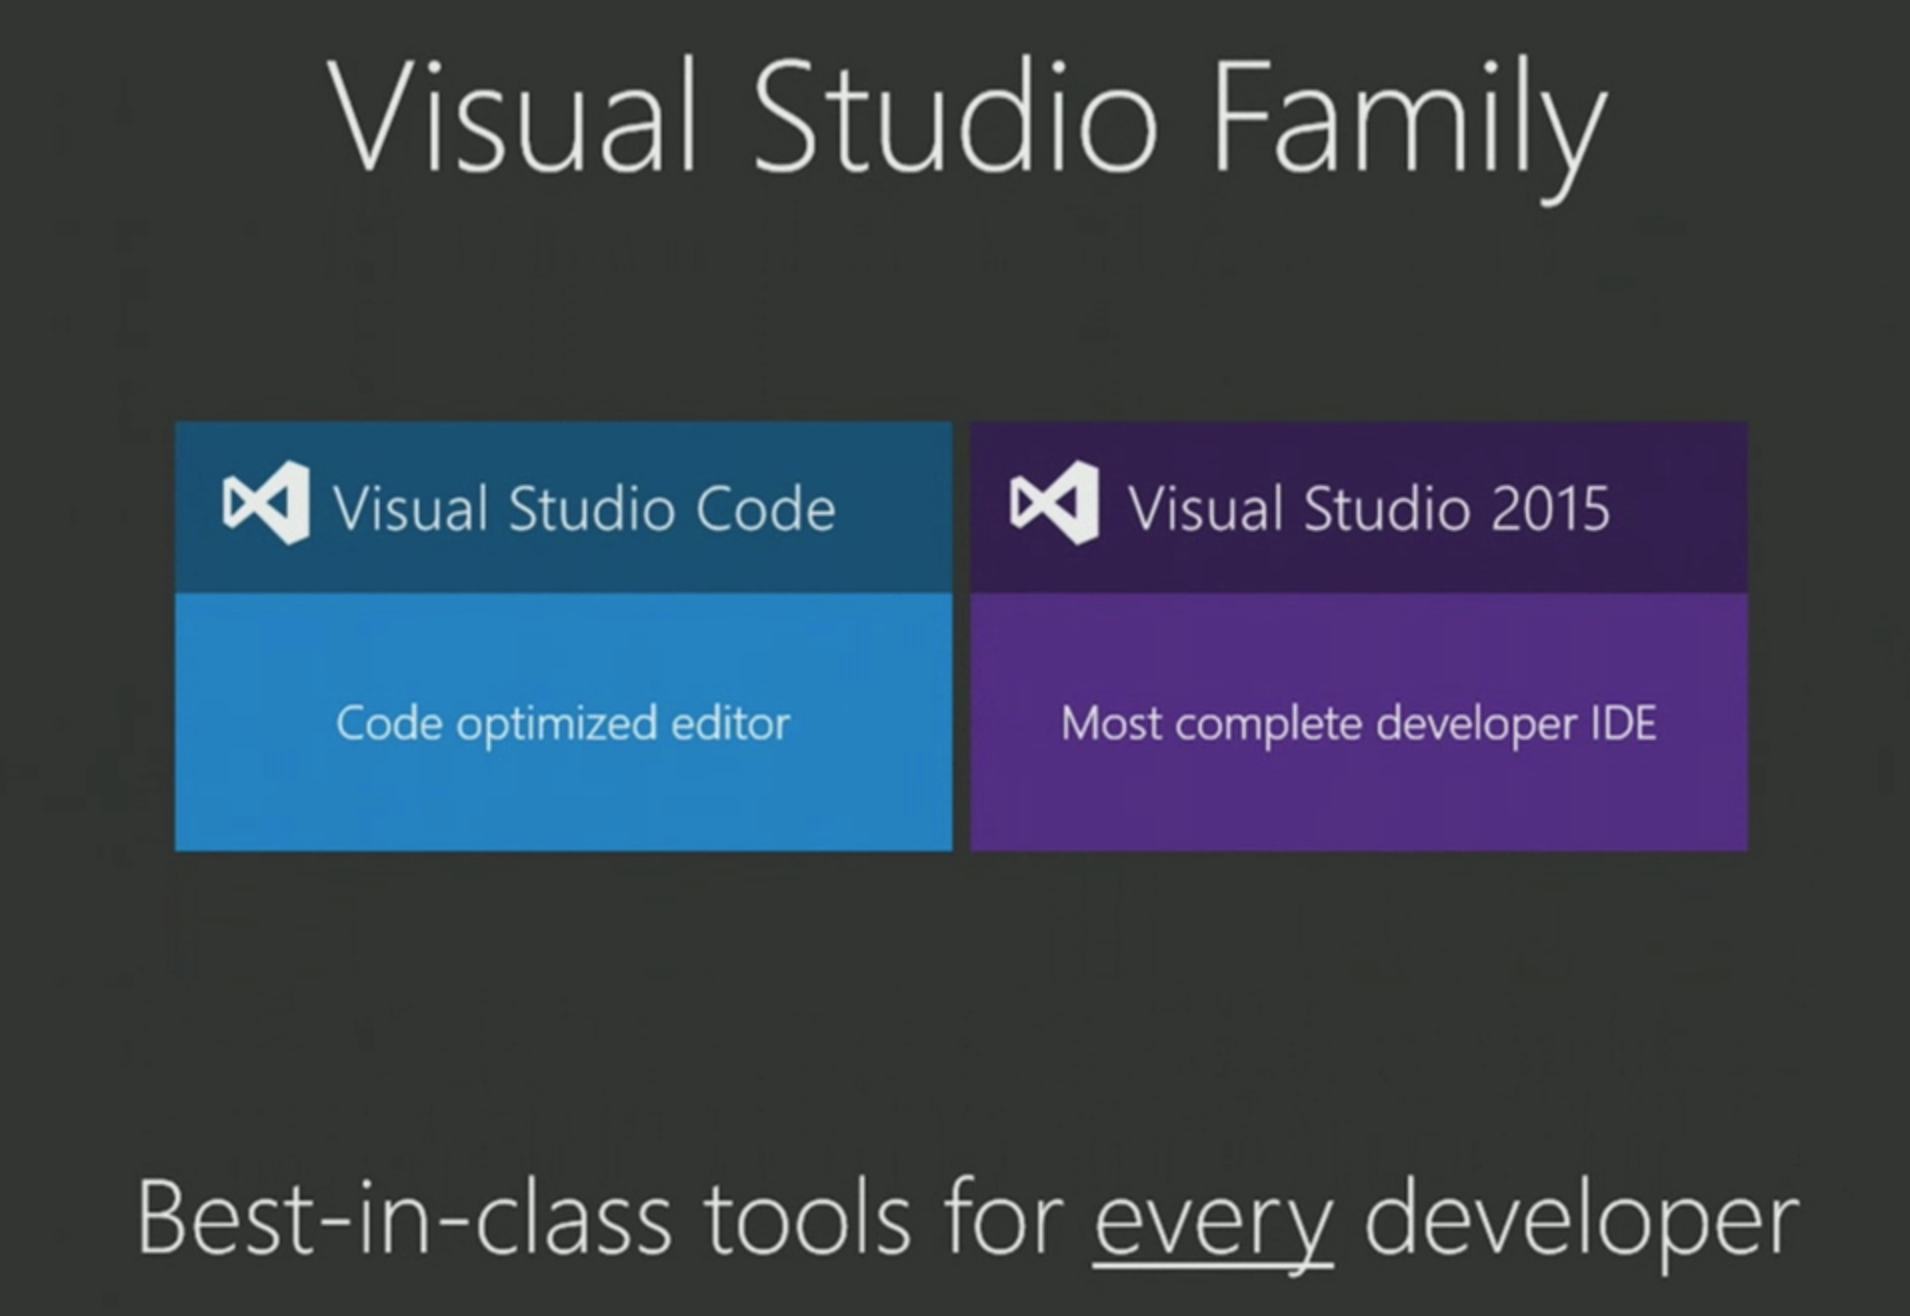 Visual Studio Family
Visual Studio Code
Code optimized editor
Visual Studio 2015
Most complete developer IDE
Best-in-class tools for every developer